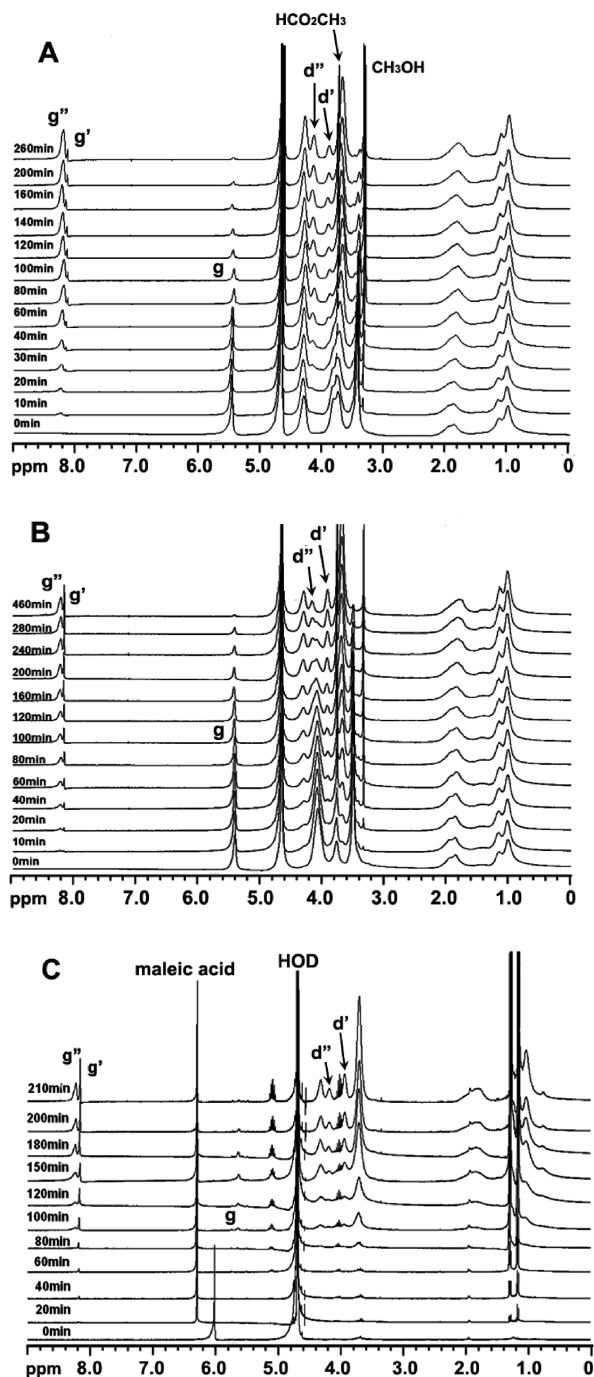 HCO₂CH₃
A
CH₃OH
d"
d'
g"
g'
260min
200min
160min
140min
120min
100min
g
80min
60min
40min
30min
20min
10min
0min
ppm 8.0 7.0 6.0 5.0 4.0 3.0 2.0 1.0 0
B
d'
d"
g"
g'
460min
280min
240min
200min
160min
120min
g
100min
80min
60min
40min
20min
10min
0min
ppm 8.0 7.0 6.0 5.0 4.0 3.0 2.0 1.0 0
C
maleic acid
HOD
d'
d"
g"
g'
210min
200min
180min
150min
120min
g
100min
80min
60min
40min
20min
0min
ppm 8.0 7.0 6.0 5.0 4.0 3.0 2.0 1.0 0